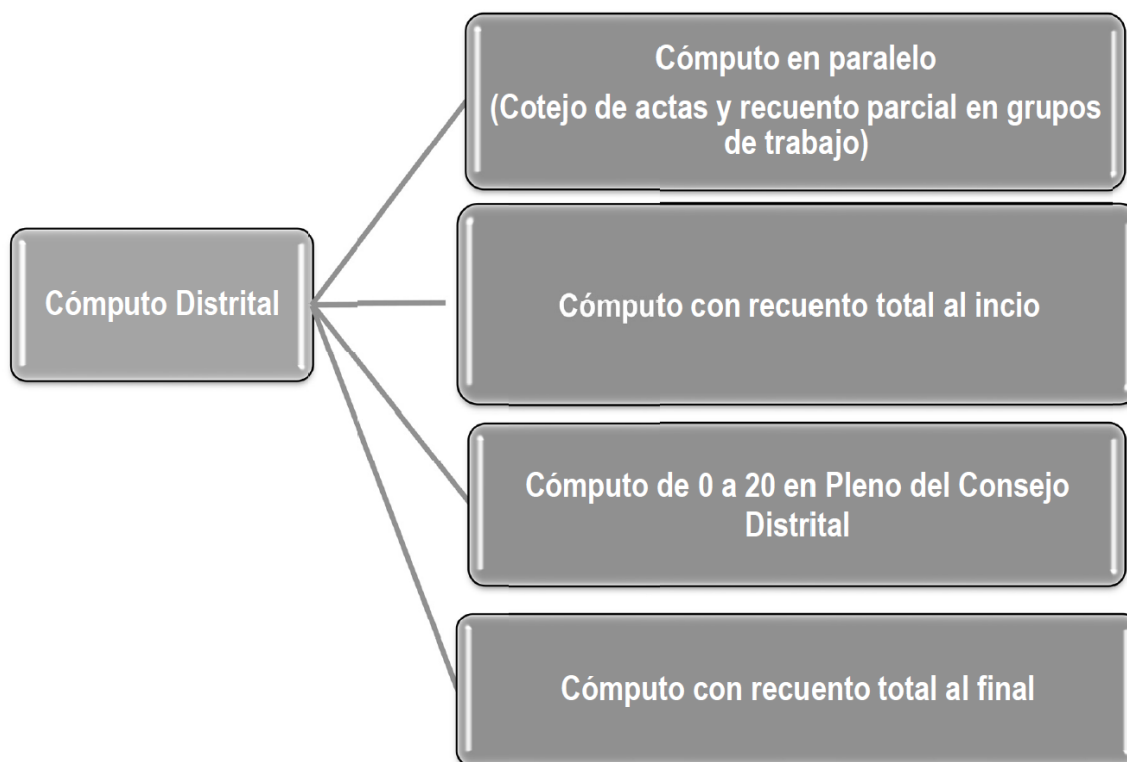 Cómputo en paralelo
(Cotejo de actas y recuento parcial en grupos
de trabajo)
Cómputo Distrital
Cómputo con recuento total al incio
Cómputo de 0 a 20 en Pleno del Consejo
Distrital
Cómputo con recuento total al final